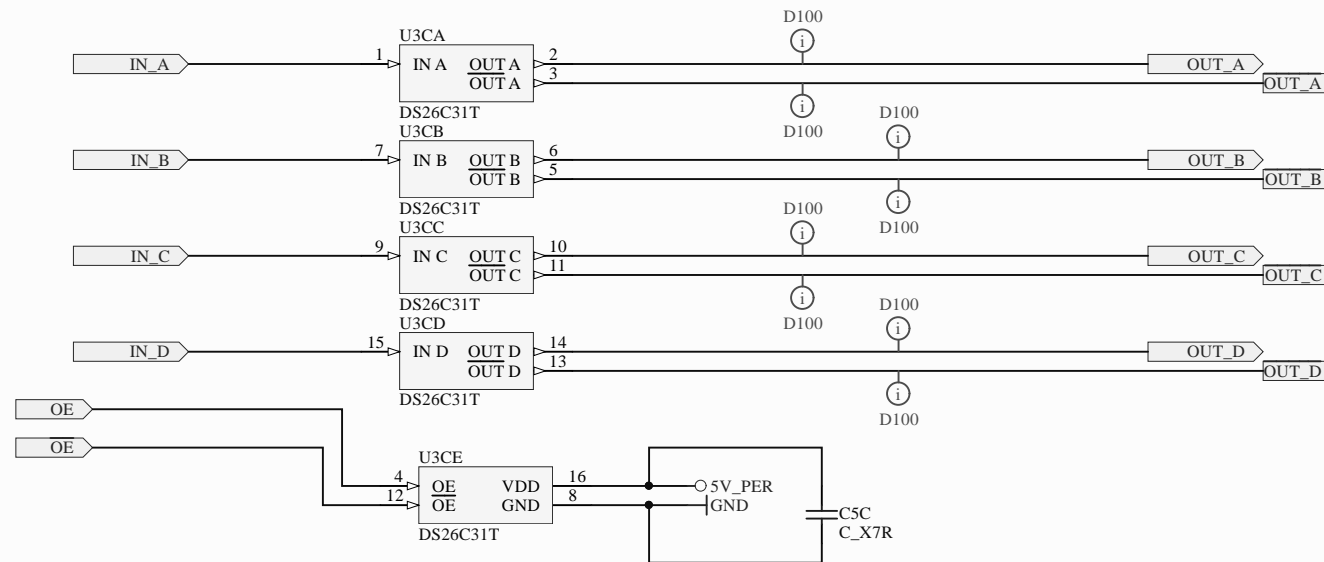 D100
U3CA
IN_A 1 IN A OUT A 2 OUT_A
OUT A 3 OUT_A
DS26C31T D100
U3CB D100
IN_B 7 IN B OUT B 6 OUT_B
OUT B 5 OUT_B
DS26C31T D100
U3CC D100
IN_C 9 IN C OUT C 10 OUT_C
OUT C 11 OUT_C
DS26C31T D100
U3CD D100
IN_D 15 IN D OUT D 14 OUT_D
OUT D 13 OUT_D
DS26C31T
OE D100
OE
U3CE
4 OE VDD 16 5V_PER
12 OE GND 8 GND
C5C
DS26C31T C_X7R